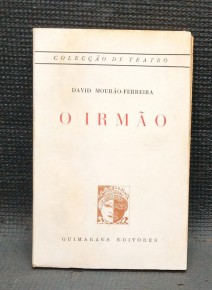 COLECÇÃO DE TEATRO
DAVID MOURÃO-FERREIRA
O IRMÃO
GUIMARÃES EDITORES